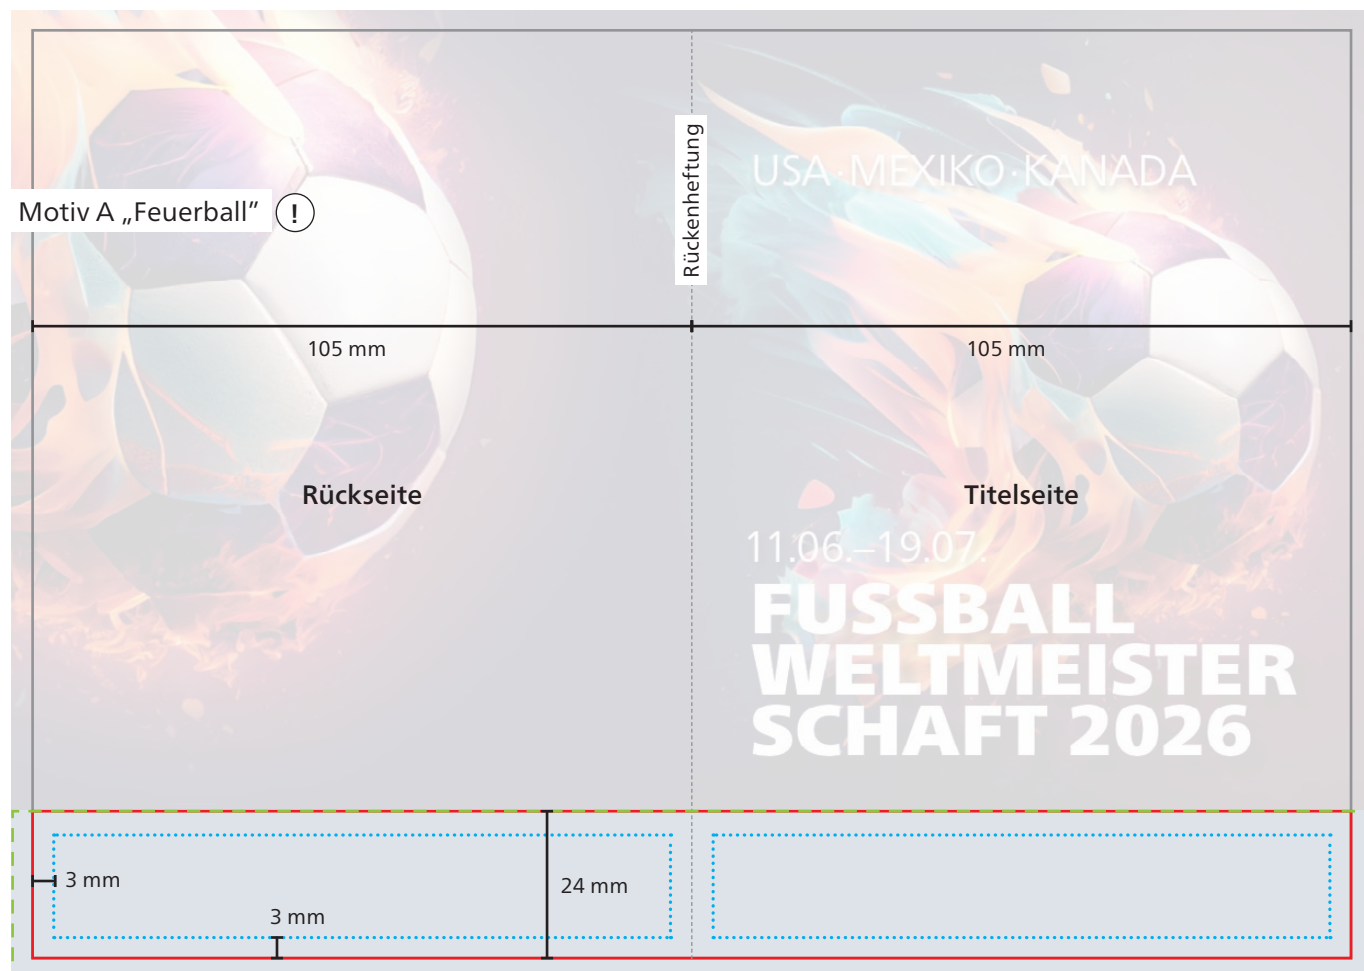 USA·MEXIKO·KANADA
Rückenheftung
Motiv A „Feuerball“ !
105 mm
105 mm
Rückseite
Titelseite
11.06.–19.07.
FUSSBALL
WELTMEISTER
SCHAFT 2026
3 mm
24 mm
3 mm